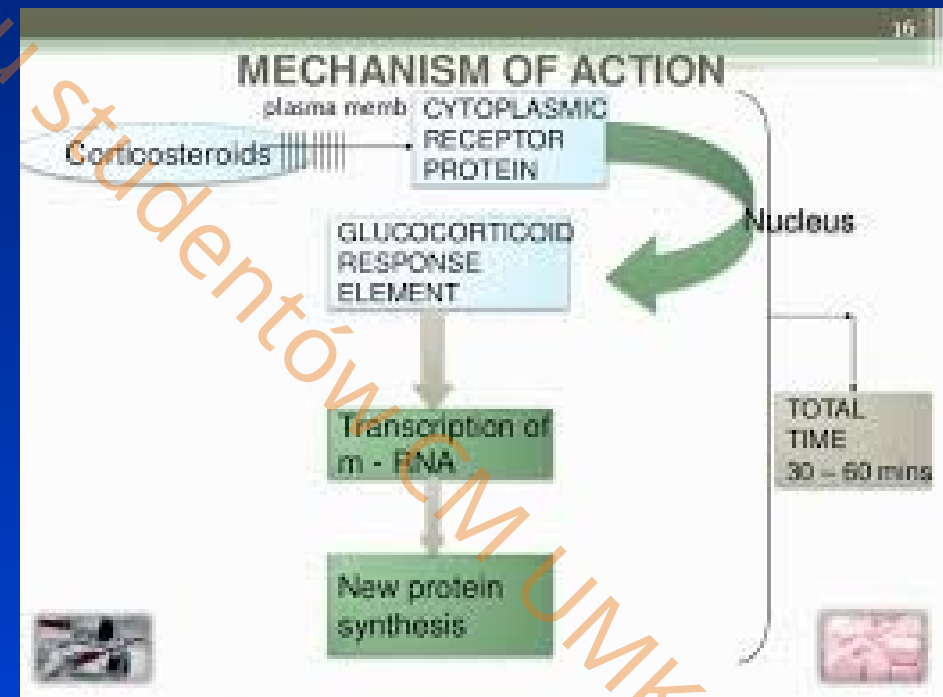 16
MECHANISM OF ACTION
plasma memb
CYTOPLASMIC
RECEPTOR
PROTEIN
Corticosteroids
Nucleus
GLUCOCORTICOID
RESPONSE
ELEMENT
Transcription of
m - RNA
TOTAL
TIME
30 – 60 mins
New protein
synthesis
u studentów CM UMK